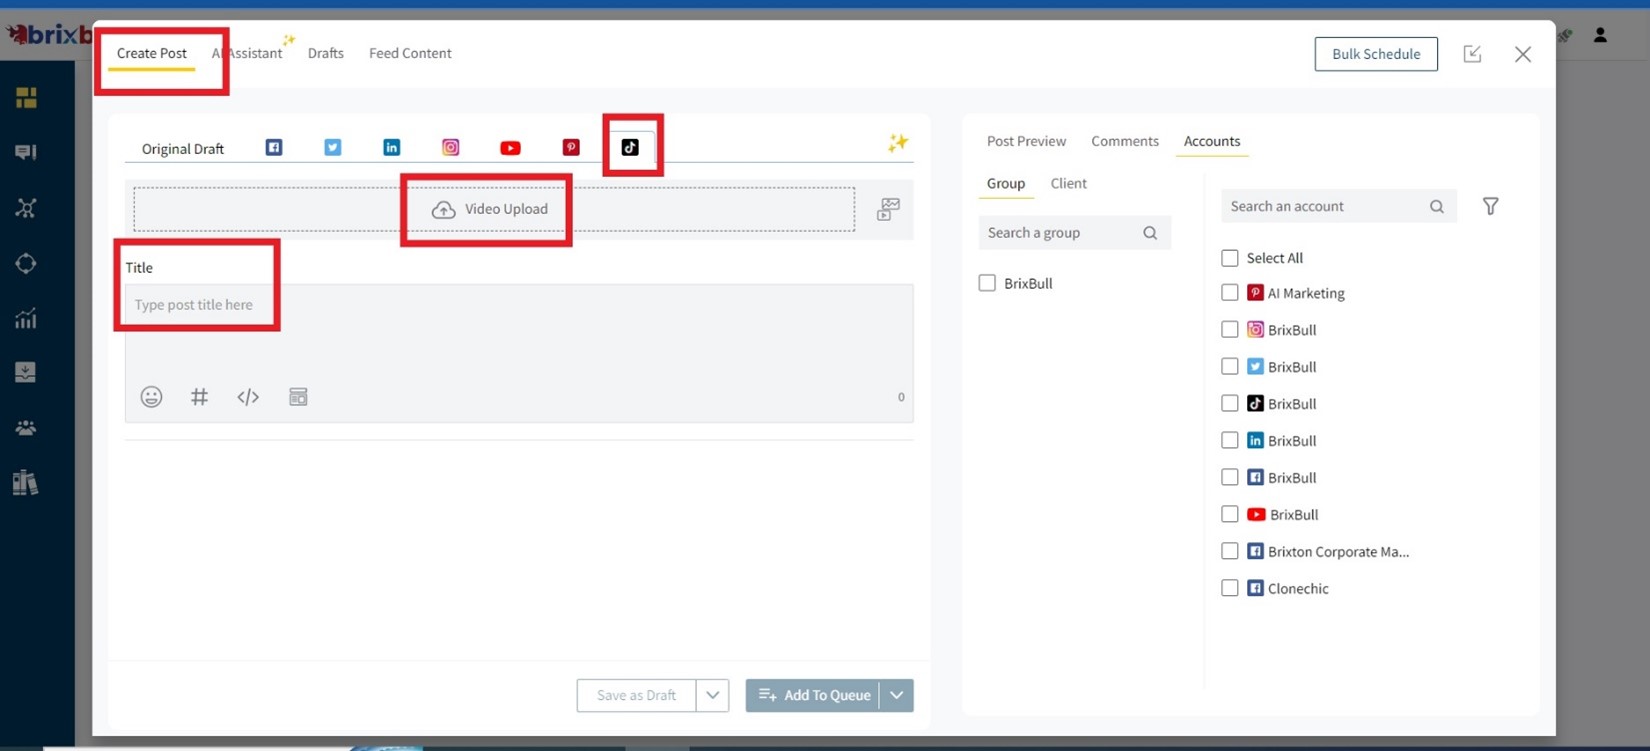 brixb
Create Post
AI Assistant
Drafts
Feed Content
Bulk Schedule
Original Draft
Video Upload
Title
Type post title here
0
Save as Draft
Add To Queue
Post Preview
Comments
Accounts
Group
Client
Search a group
BrixBull
Search an account
Select All
AI Marketing
BrixBull
BrixBull
BrixBull
BrixBull
BrixBull
BrixBull
Brixton Corporate Ma...
Clonechic